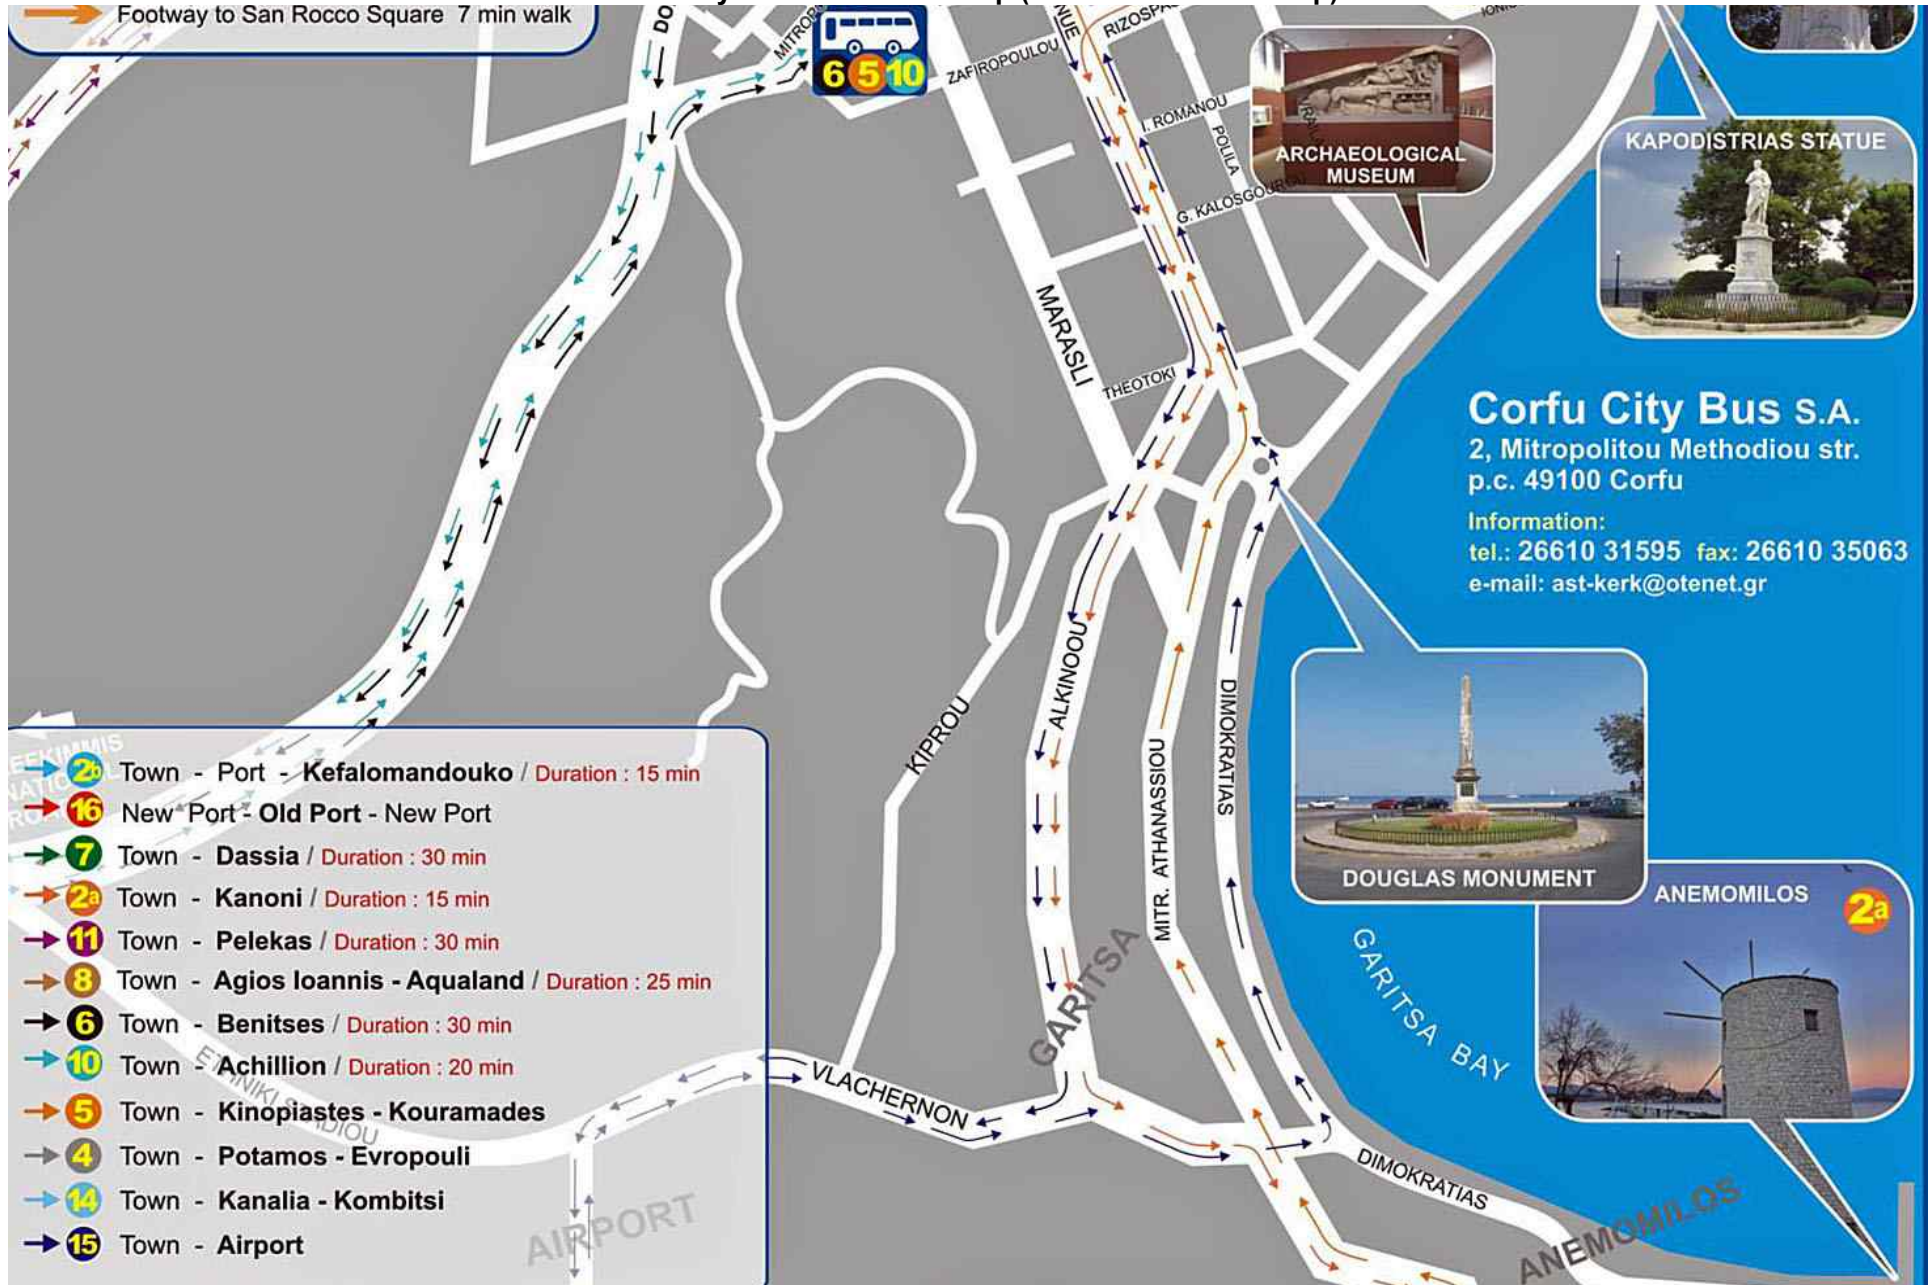 Footway to San Rocco Square 7 min walk
DO
6 5 10
ZAFIROPOULOU
I. ROMANOU
POLILA
G. KALOSGOUROU
ARCHAEOLOGICAL
MUSEUM
KAPODISTRIAS STATUE
MARASLI
THEOTOKI
Corfu City Bus S.A.
2, Mitropolitou Methodiou str.
p.c. 49100 Corfu
Information:
tel.: 26610 31595 fax: 26610 35063
e-mail: ast-kerk@otenet.gr
ALKINOOU
KIPROU
MITR. ATHANASSIOU
DIMOKRATIAS
DOUGLAS MONUMENT
ANEMOMILOS
2a
GARITSA
GARITSA BAY
VLACHERNON
DIMOKRATIAS
ANEMOMILOS
2b Town - Port - Kefalomandouko / Duration : 15 min
16 New Port - Old Port - New Port
7 Town - Dassia / Duration : 30 min
2a Town - Kanoni / Duration : 15 min
11 Town - Pelekas / Duration : 30 min
8 Town - Agios Ioannis - Aqualand / Duration : 25 min
6 Town - Benitses / Duration : 30 min
10 Town - Achillion / Duration : 20 min
5 Town - Kinopiastes - Kouramades
4 Town - Potamos - Evropouli
14 Town - Kanalia - Kombitsi
15 Town - Airport
AIRPORT